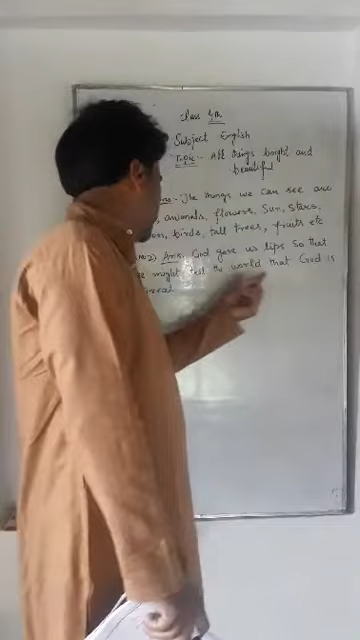 Class 4th
Subject English
Topic :- All things bright and
beautiful
The things we can see are
animals, flowers, Sun, Stars,
birds, tall trees, fruits etc
Ans. God gave us lips so that
might tell the world that God is